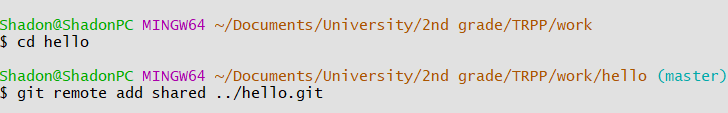 Shadon@ShadonPC MINGW64 ~/Documents/University/2nd grade/TRPP/work
$ cd hello
Shadon@ShadonPC MINGW64 ~/Documents/University/2nd grade/TRPP/work/hello (master)
$ git remote add shared ../hello.git